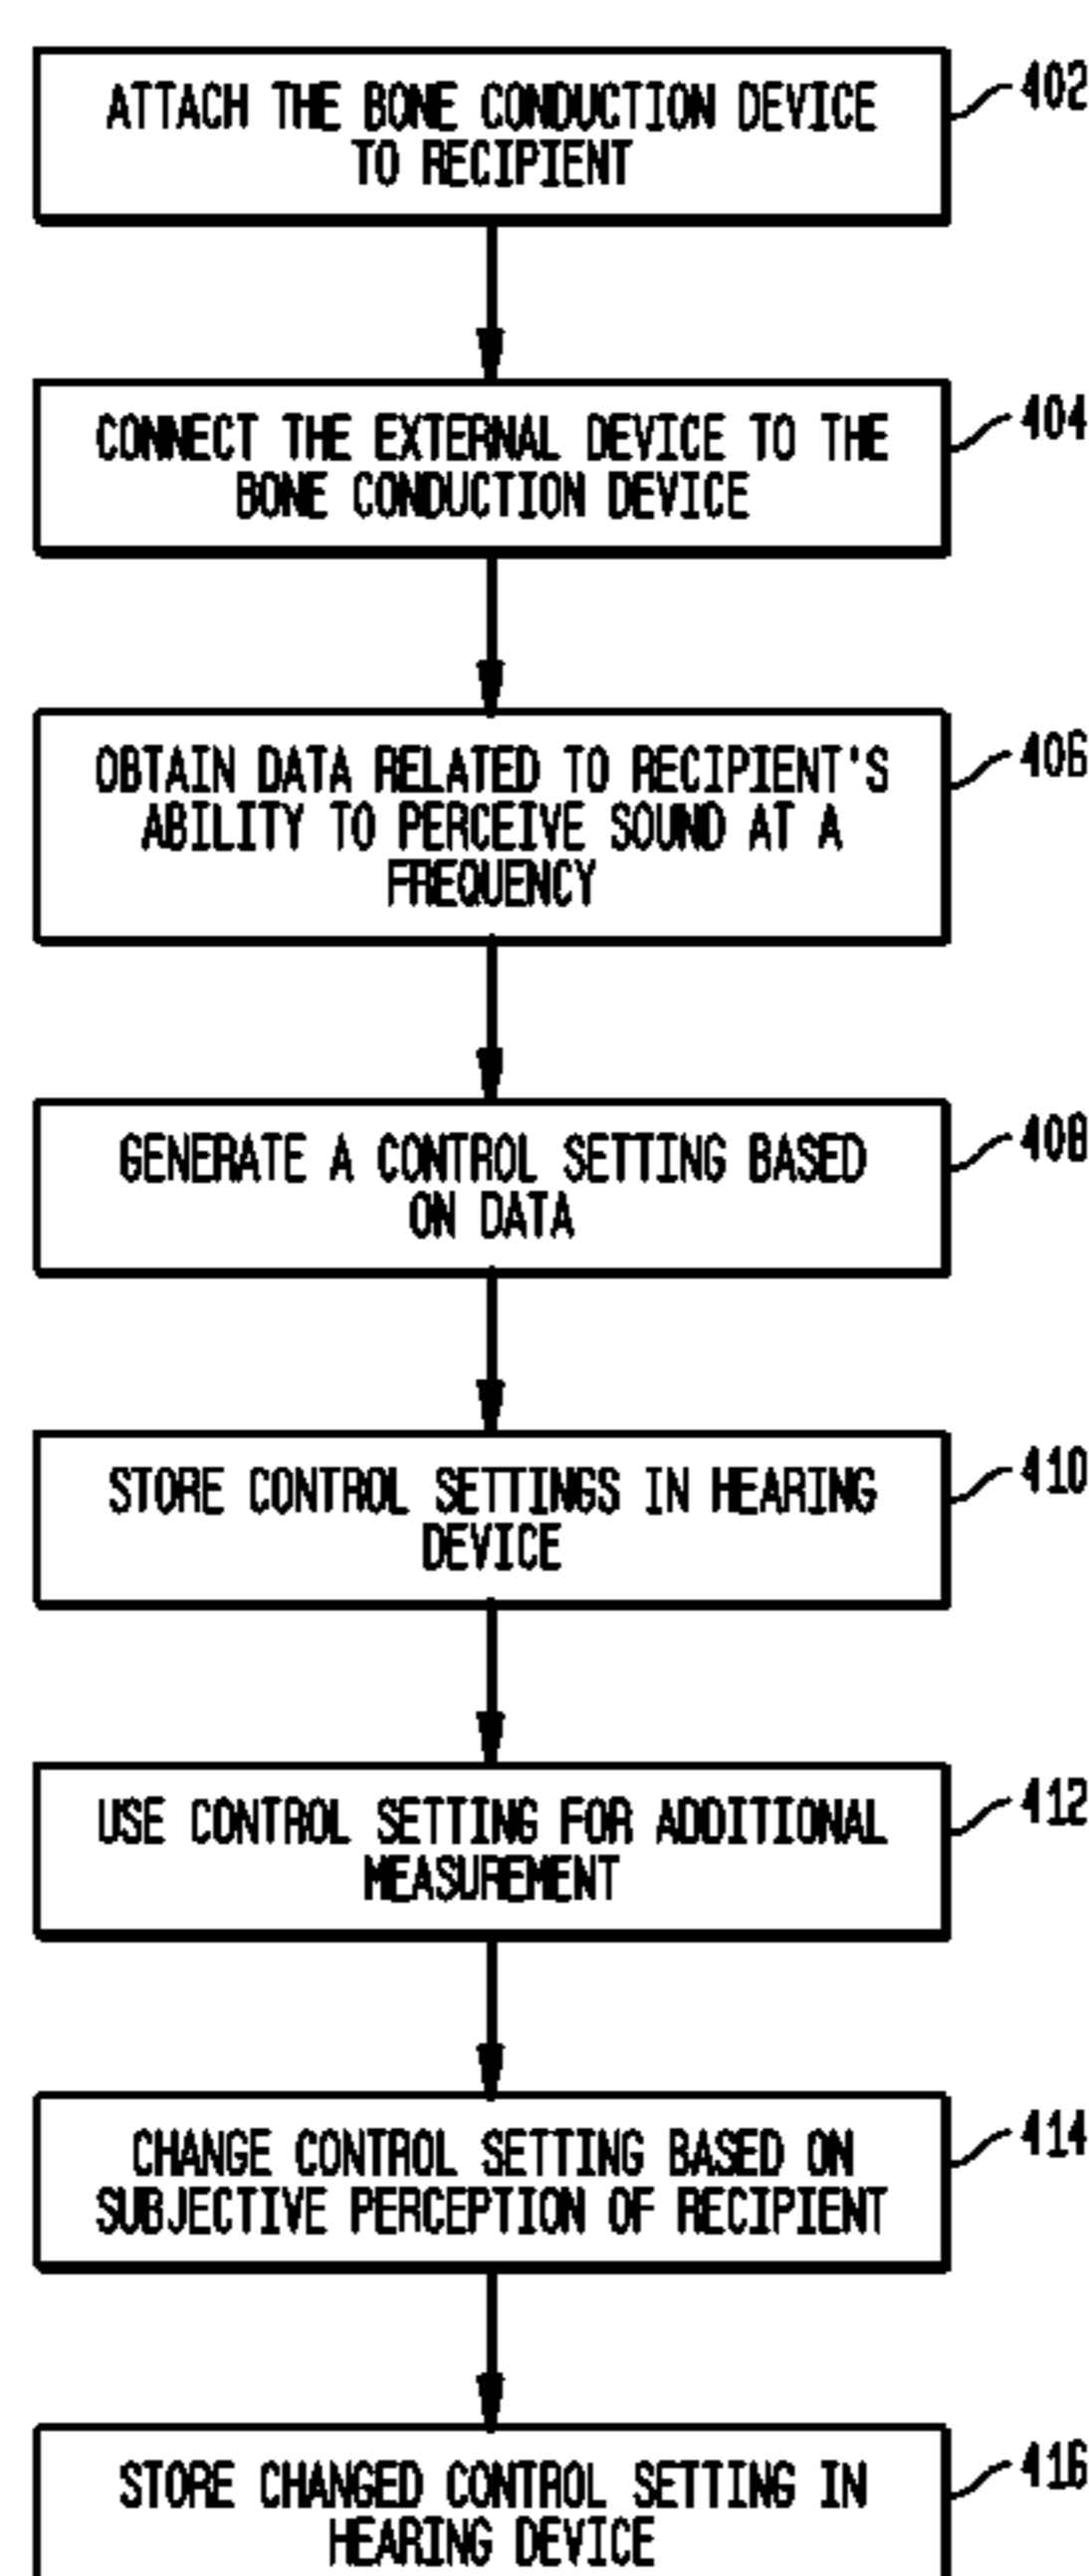 ATTACH THE BONE CONDUCTION DEVICE
TO RECIPIENT
402
CONNECT THE EXTERNAL DEVICE TO THE
BONE CONDUCTION DEVICE
404
OBTAIN DATA RELATED TO RECIPIENT'S
ABILITY TO PERCEIVE SOUND AT A
FREQUENCY
406
GENERATE A CONTROL SETTING BASED
ON DATA
408
STORE CONTROL SETTINGS IN HEARING
DEVICE
410
USE CONTROL SETTING FOR ADDITIONAL
MEASUREMENT
412
CHANGE CONTROL SETTING BASED ON
SUBJECTIVE PERCEPTION OF RECIPIENT
414
STORE CHANGED CONTROL SETTING IN
HEARING DEVICE
416